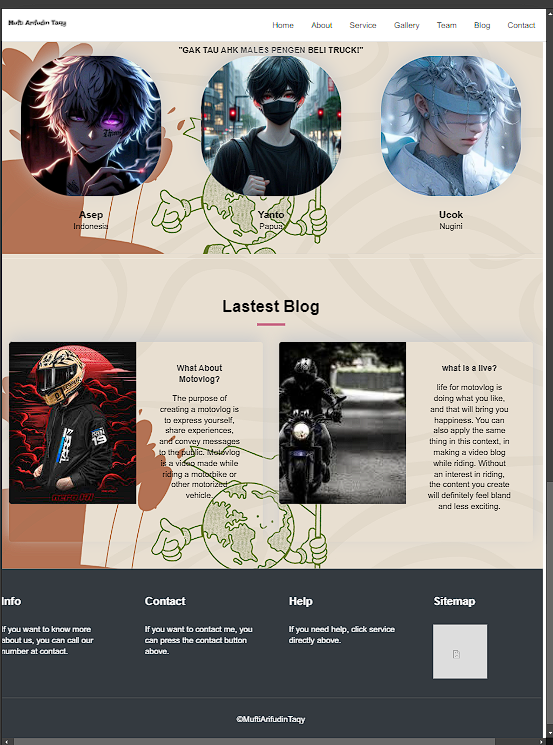 Mufti Arifudin Taqy
Home About Service Gallery Team Blog Contact
"GAK TAU AHK MALES PENGEN BELI TRUCK!"
Asep
Indonesia
Yanto
Papua
Ucok
Nugini
Lastest Blog
What About
Motovlog?
The purpose of
creating a motovlog is
to express yourself,
share experiences,
and convey messages
to the public. Motovlog
is a video made while
riding a motorbike or
other motorized
vehicle.
19
what is a live?
life for motovlog is
doing what you like,
and that will bring you
happiness. You can
also apply the same
thing in this context, in
making a video blog
while riding. Without
an interest in riding,
the content you create
will definitely feel bland
and less exciting.
Info
If you want to know more
about us, you can call our
number at contact.
Contact
If you want to contact me, you
can press the contact button
above.
Help
If you need help, click service
directly above.
Sitemap
©MuftiArifudinTaqy